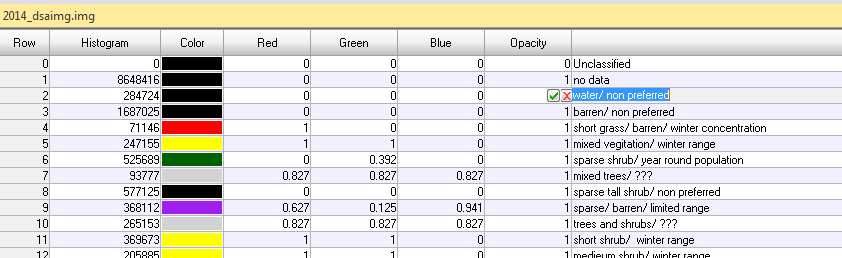 2014_dsaimg.img
Row Histogram Color Red Green Blue Opacity
0 0 0 0 0 0 Unclassified
1 8648416 0 0 0 1 no data
2 284724 0 0 0 water/ non preferred
3 1687025 0 0 0 1 barren/ non preferred
4 71146 1 0 0 1 short grass/ barren/ winter concentration
5 247155 1 1 0 1 mixed vegitation/ winter range
6 525689 0 0.392 0 1 sparse shrub/ year round population
7 93777 0.827 0.827 0.827 1 mixed trees/ ???
8 577125 0 0 0 1 sparse tall shrub/ non preferred
9 368112 0.627 0.125 0.941 1 sparse/ barren/ limited range
10 265153 0.827 0.827 0.827 1 trees and shrubs/ ???
11 369673 1 1 0 1 short shrub/ winter range
12 205885 1 1 0 1 medieum shrub/ winter range